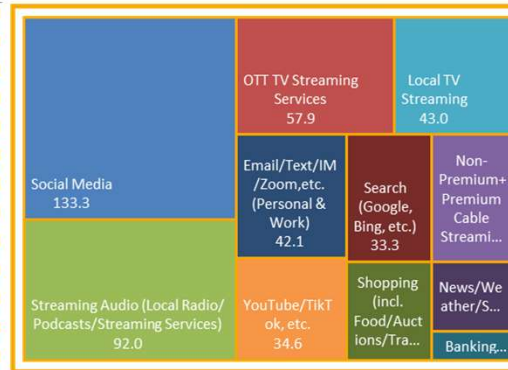 Social Media
133.3
Streaming Audio (Local Radio/
Podcasts/Streaming Services)
92.0
OTT TV Streaming
Services
57.9
Local TV
Streaming
43.0
Email/Text/IM
/Zoom,etc.
(Personal &
Work)
42.1
Search
(Google,
Bing, etc.)
33.3
Non-
Premium+
Premium
Cable
Streami...
YouTube/TikT
ok, etc.
34.6
Shopping
(incl.
Food/Auct
ions/Tra...
News/We
ather/S...
Banking...